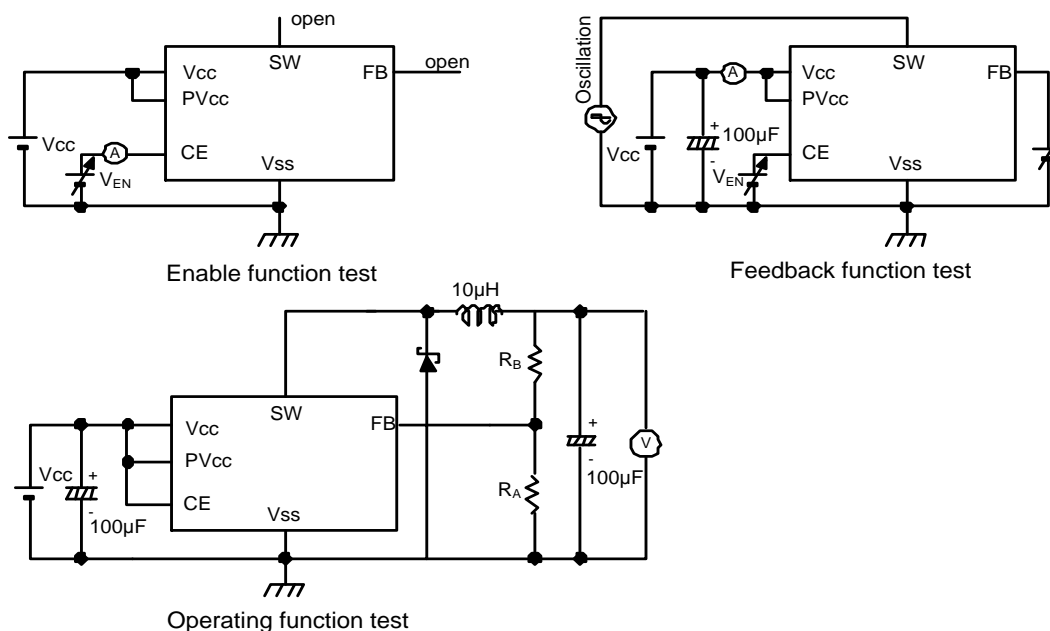 open
SW
FB
open
Vcc
PVcc
Vcc
A
CE
VEN
Vss
Enable function test
Oscillation
SW
FB
A
Vcc
PVcc
+
100µF
Vcc
-
VEN
CE
Vss
Feedback function test
10µH
RB
SW
FB
Vcc
PVcc
CE
Vss
Vcc
+
-
100µF
RA
+
-
100µF
V
Operating function test